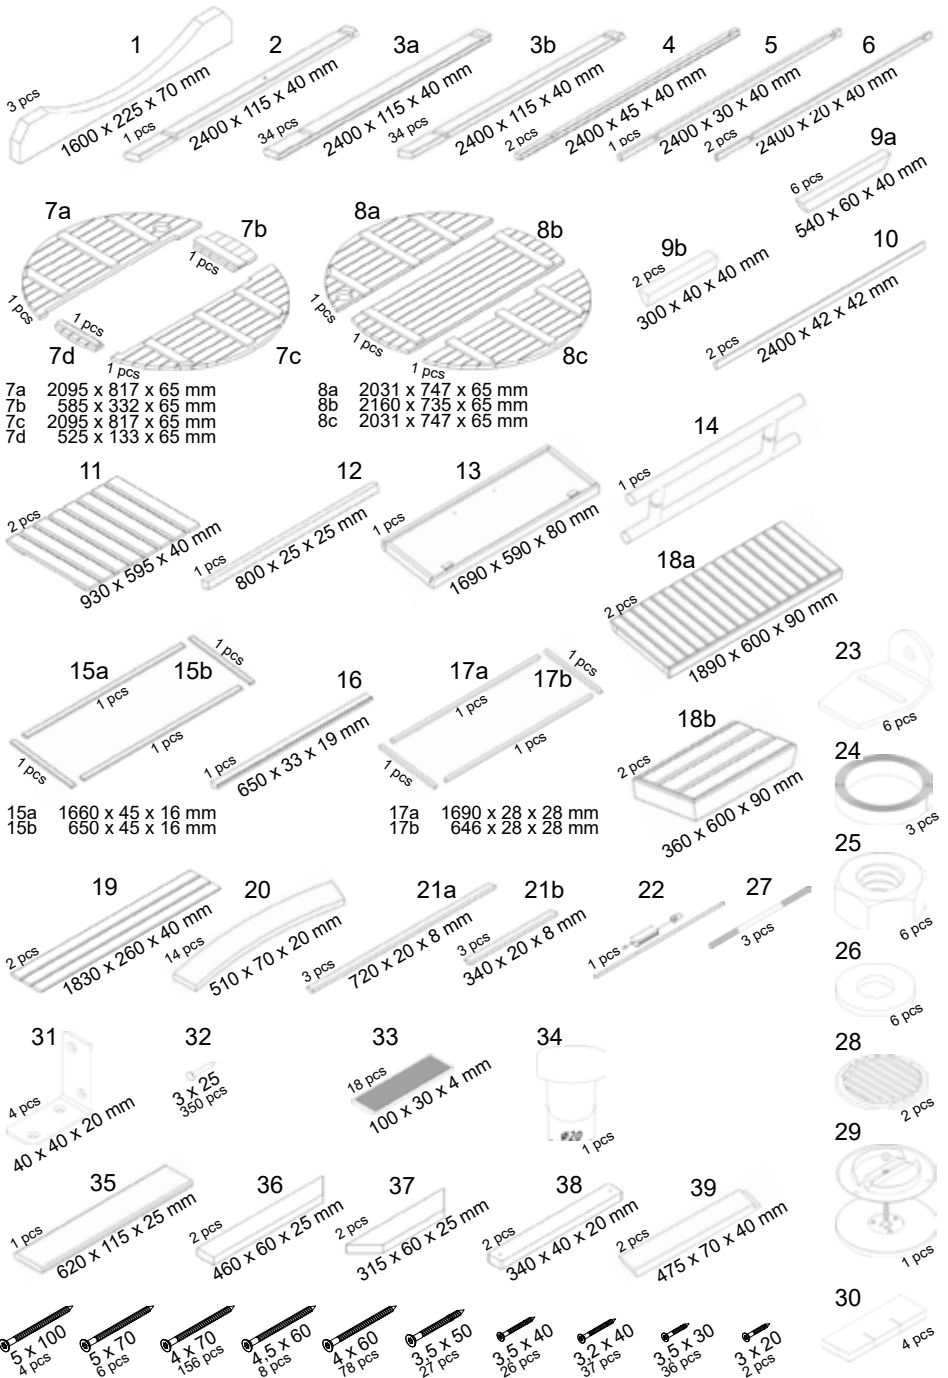 1
3 pcs
1600 x 225 x 70 mm
2
1 pcs
2400 x 115 x 40 mm
3a
34 pcs
2400 x 115 x 40 mm
3b
34 pcs
2400 x 115 x 40 mm
4
2 pcs
2400 x 45 x 40 mm
5
1 pcs
2400 x 30 x 40 mm
6
2 pcs
2400 x 20 x 40 mm
7a
1 pcs
7b
1 pcs
7c
1 pcs
7d
1 pcs
7a 2095 x 817 x 65 mm
7b 585 x 332 x 65 mm
7c 2095 x 817 x 65 mm
7d 525 x 133 x 65 mm
8a
1 pcs
8b
1 pcs
8c
1 pcs
8a 2031 x 747 x 65 mm
8b 2160 x 735 x 65 mm
8c 2031 x 747 x 65 mm
9a
6 pcs
540 x 60 x 40 mm
9b
2 pcs
300 x 40 x 40 mm
10
2 pcs
2400 x 42 x 42 mm
11
2 pcs
930 x 595 x 40 mm
12
1 pcs
800 x 25 x 25 mm
13
1 pcs
1690 x 590 x 80 mm
14
1 pcs
15a
1 pcs
1 pcs
15b
1 pcs
1 pcs
15a 1660 x 45 x 16 mm
15b 650 x 45 x 16 mm
16
1 pcs
650 x 33 x 19 mm
17a
1 pcs
1 pcs
17b
1 pcs
1 pcs
17a 1690 x 28 x 28 mm
17b 646 x 28 x 28 mm
18a
2 pcs
1890 x 600 x 90 mm
18b
2 pcs
360 x 600 x 90 mm
19
2 pcs
1830 x 260 x 40 mm
20
14 pcs
510 x 70 x 20 mm
21a
3 pcs
720 x 20 x 8 mm
21b
3 pcs
340 x 20 x 8 mm
22
1 pcs
27
3 pcs
23
6 pcs
24
3 pcs
25
6 pcs
26
6 pcs
28
2 pcs
29
1 pcs
30
4 pcs
31
4 pcs
40 x 40 x 20 mm
32
3 x 25
350 pcs
33
18 pcs
100 x 30 x 4 mm
34
Ø20
1 pcs
35
1 pcs
620 x 115 x 25 mm
36
2 pcs
460 x 60 x 25 mm
37
2 pcs
315 x 60 x 25 mm
38
2 pcs
340 x 40 x 20 mm
39
2 pcs
475 x 70 x 40 mm
5 x 100
4 pcs
5 x 70
6 pcs
4 x 70
156 pcs
4,5 x 60
8 pcs
4 x 60
78 pcs
3,5 x 50
27 pcs
3,5 x 40
26 pcs
3,2 x 40
37 pcs
3,5 x 30
36 pcs
3 x 20
2 pcs